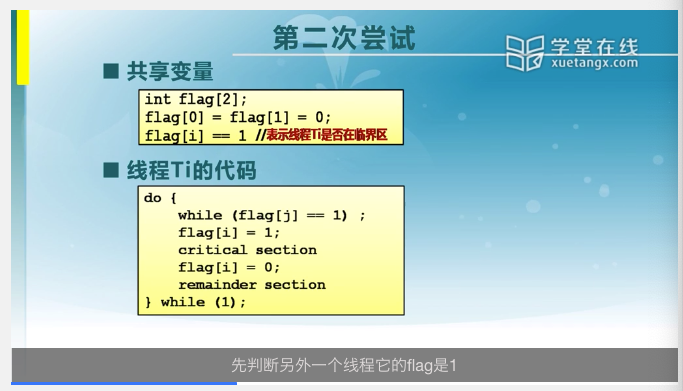 第二次尝试
学堂在线
xuetangx.com
■ 共享变量
int flag[2];
flag[0] = flag[1] = 0;
flag[i] == 1 //表示线程Ti是否在临界区
■ 线程Ti的代码
do {
while (flag[j] == 1) ;
flag[i] = 1;
critical section
flag[i] = 0;
remainder section
} while (1);
先判断另外一个线程它的flag是1